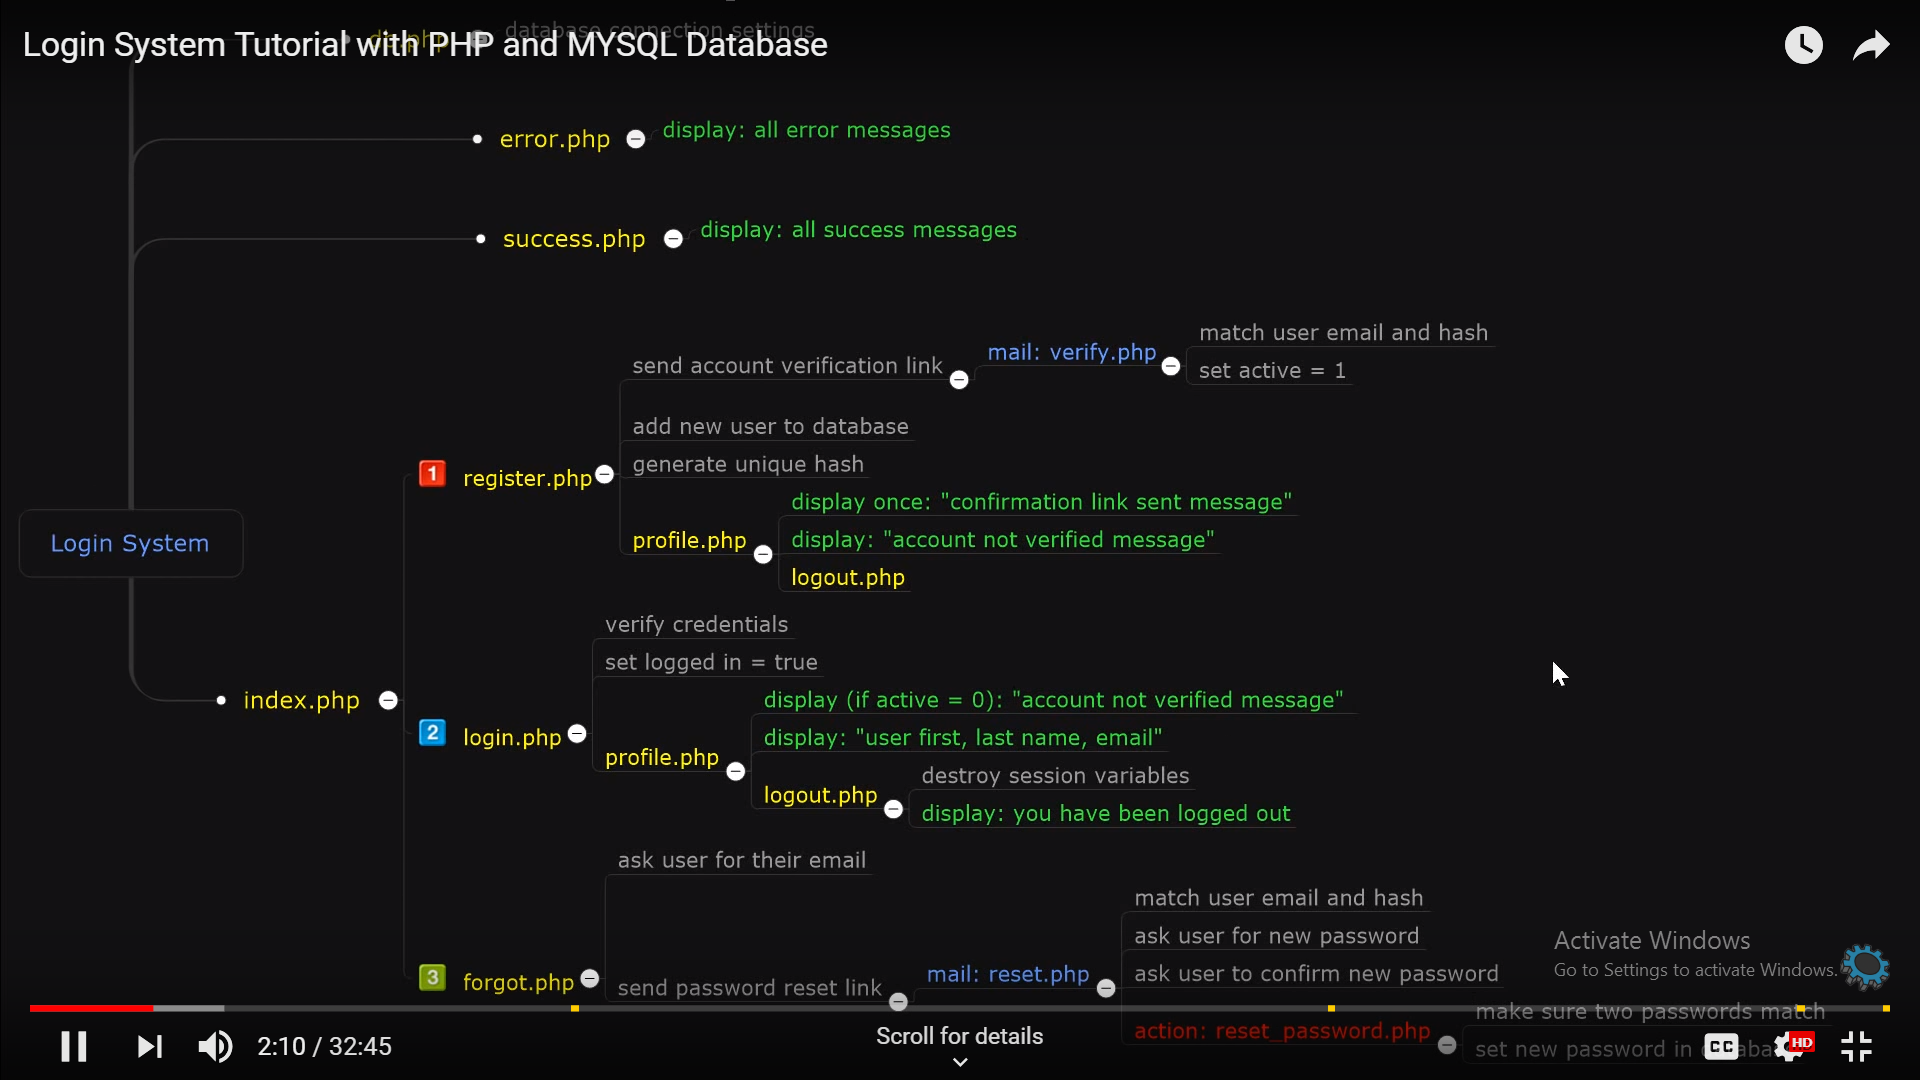 database connection settings
db.php
Login System Tutorial with PHP and MYSQL Database
error.php
display: all error messages
success.php
display: all success messages
match user email and hash
mail: verify.php
send account verification link
set active = 1
add new user to database
generate unique hash
1
register.php
display once: "confirmation link sent message"
profile.php
display: "account not verified message"
logout.php
Login System
verify credentials
set logged in = true
index.php
display (if active = 0): "account not verified message"
2
login.php
display: "user first, last name, email"
profile.php
destroy session variables
logout.php
display: you have been logged out
ask user for their email
match user email and hash
ask user for new password
3
forgot.php
mail: reset.php
ask user to confirm new password
send password reset link
make sure two passwords match
action: reset_password.php
set new password in
Activate Windows
Go to Settings to activate Windows.
2:10 / 32:45
Scroll for details
CC
HD